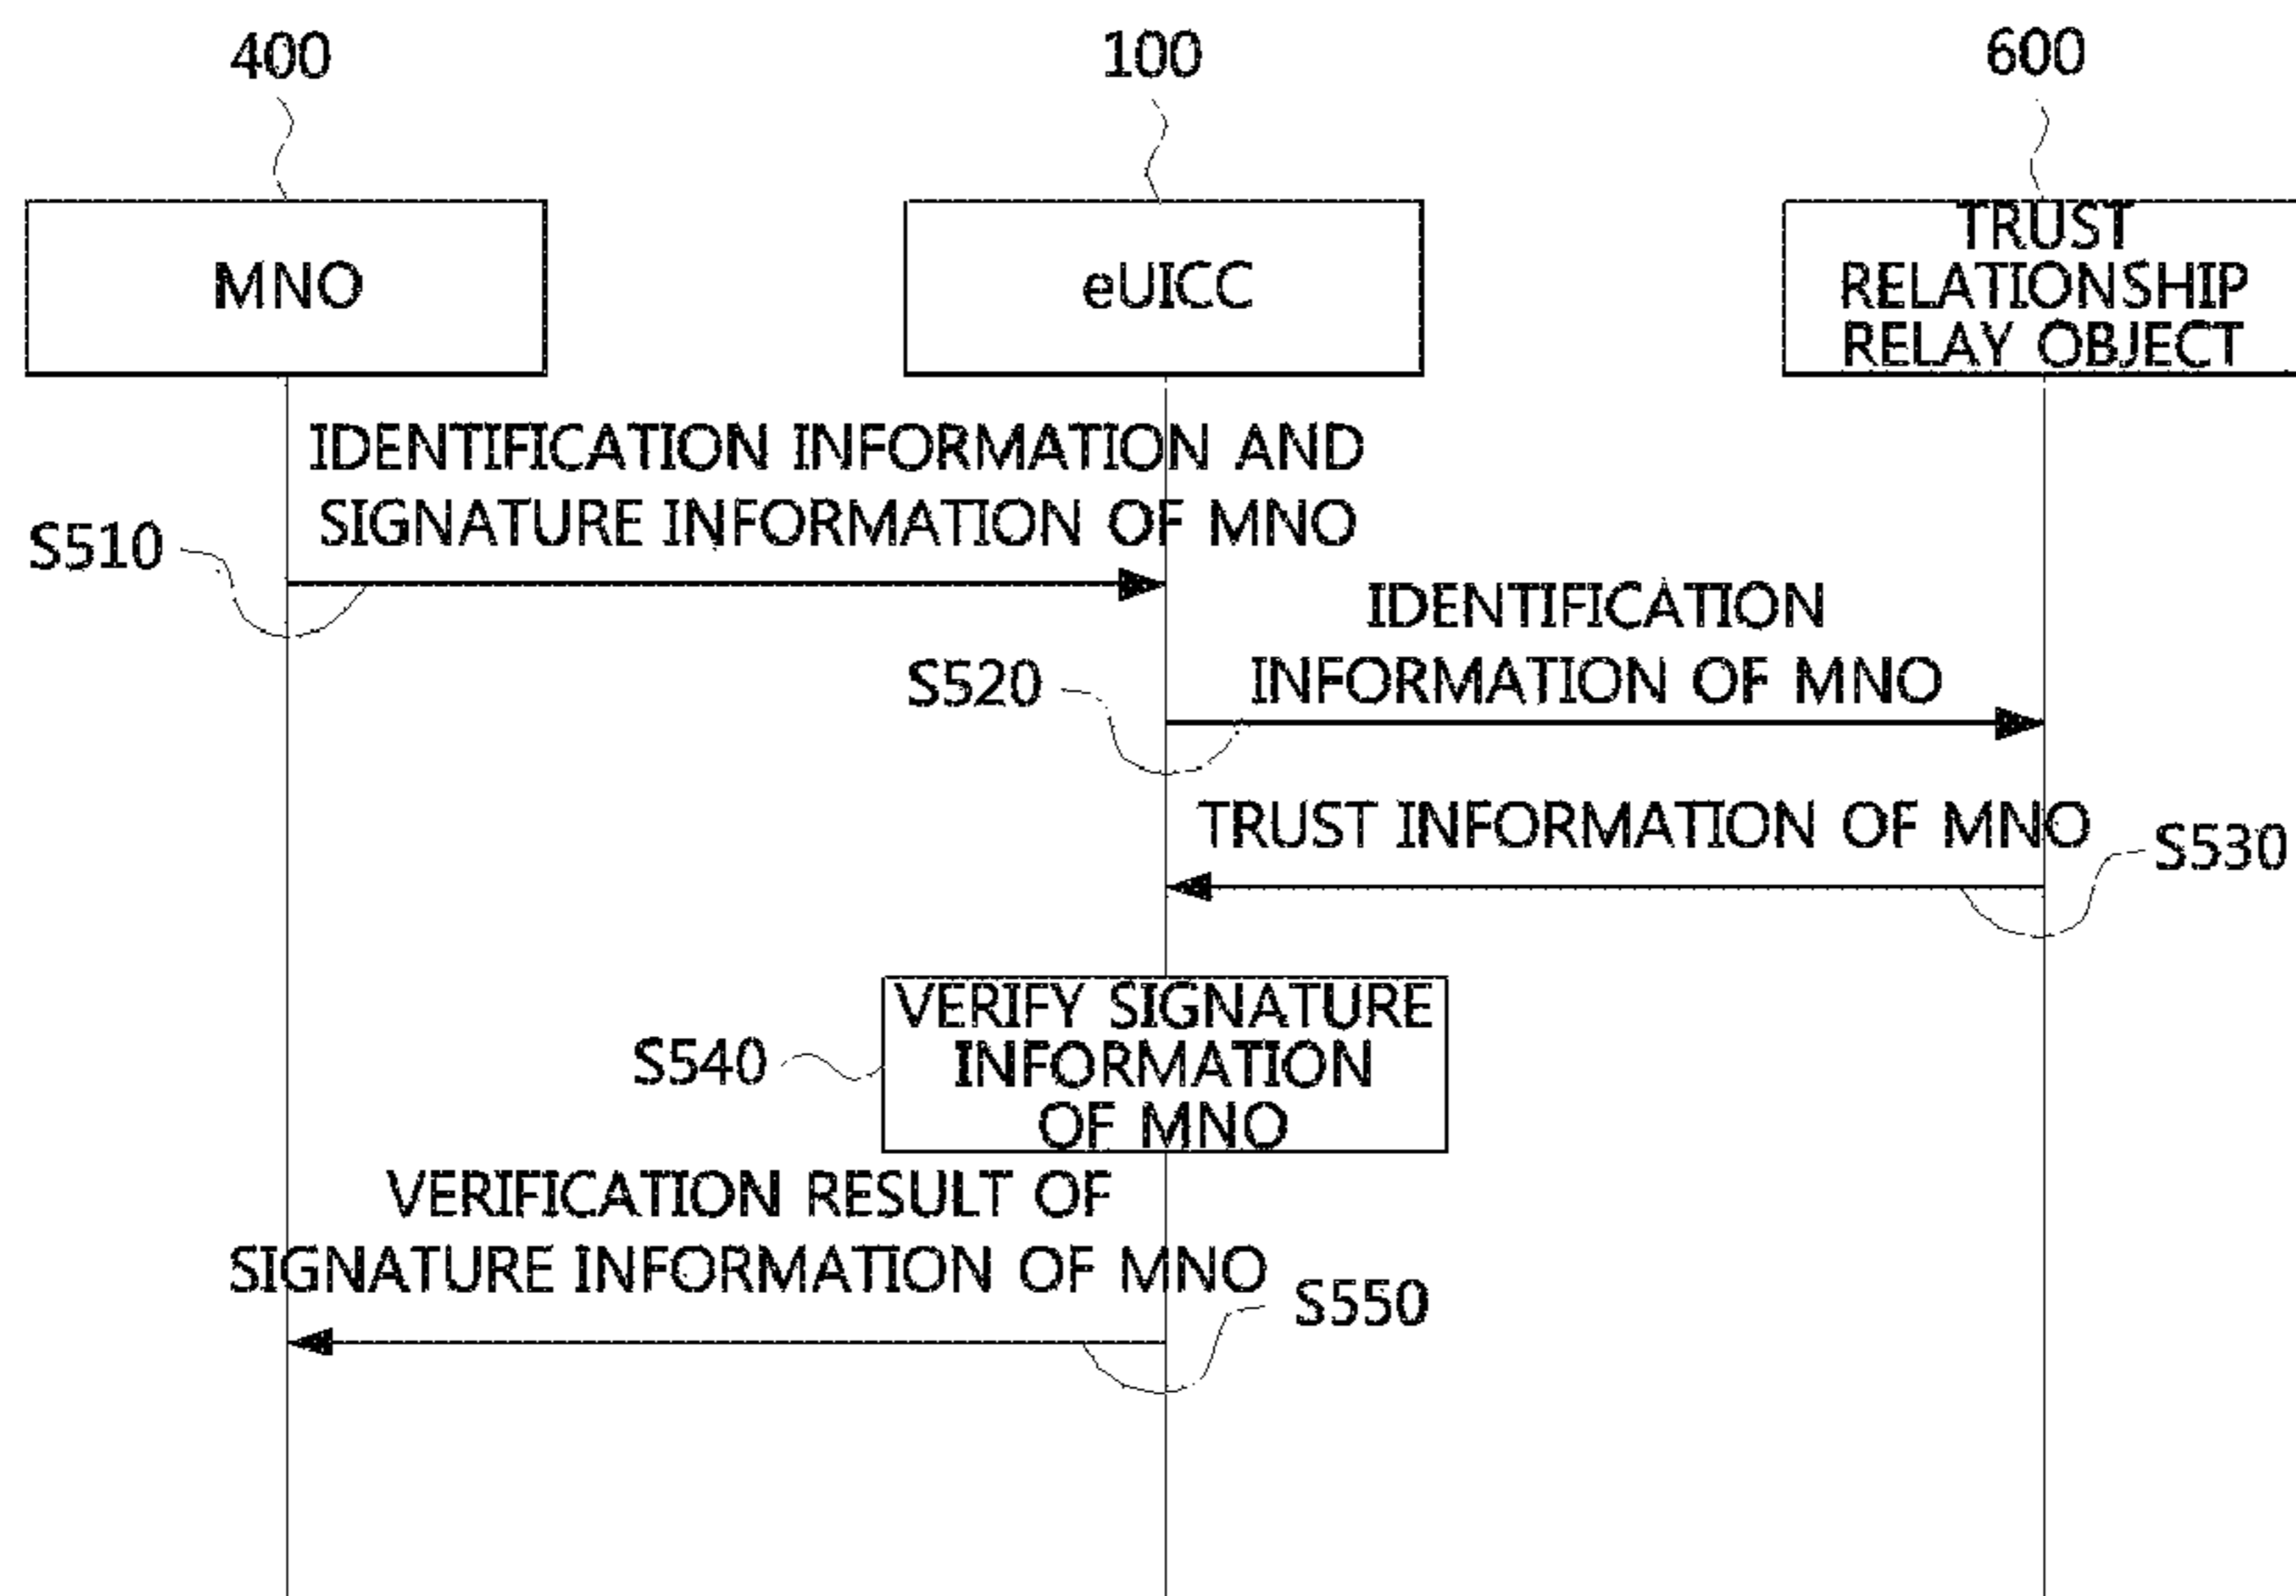 400
100
600
MNO
eUICC
TRUST
RELATIONSHIP
RELAY OBJECT
IDENTIFICATION INFORMATION AND
SIGNATURE INFORMATION OF MNO
S510
IDENTIFICATION
INFORMATION OF MNO
S520
TRUST INFORMATION OF MNO
S530
VERIFY SIGNATURE
INFORMATION
OF MNO
S540
VERIFICATION RESULT OF
SIGNATURE INFORMATION OF MNO
S550